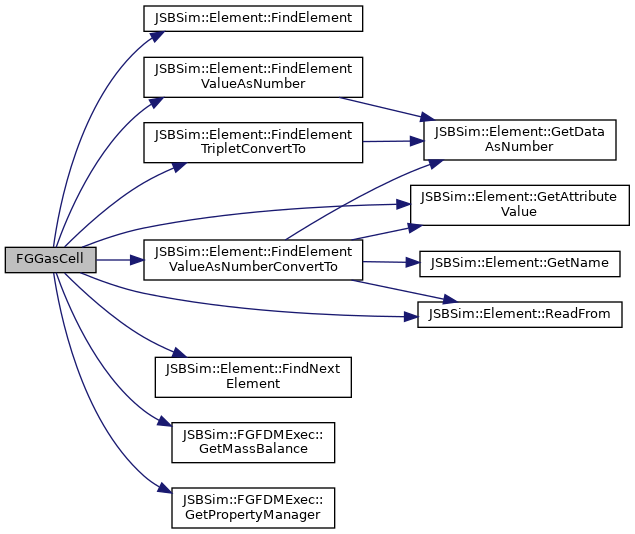 JSBSim::Element::FindElement
JSBSim::Element::FindElement
ValueAsNumber
JSBSim::Element::GetData
AsNumber
JSBSim::Element::FindElement
TripletConvertTo
JSBSim::Element::GetAttribute
Value
FGGasCell
JSBSim::Element::FindElement
ValueAsNumberConvertTo
JSBSim::Element::GetName
JSBSim::Element::ReadFrom
JSBSim::Element::FindNext
Element
JSBSim::FGFDMExec::
GetMassBalance
JSBSim::FGFDMExec::
GetPropertyManager